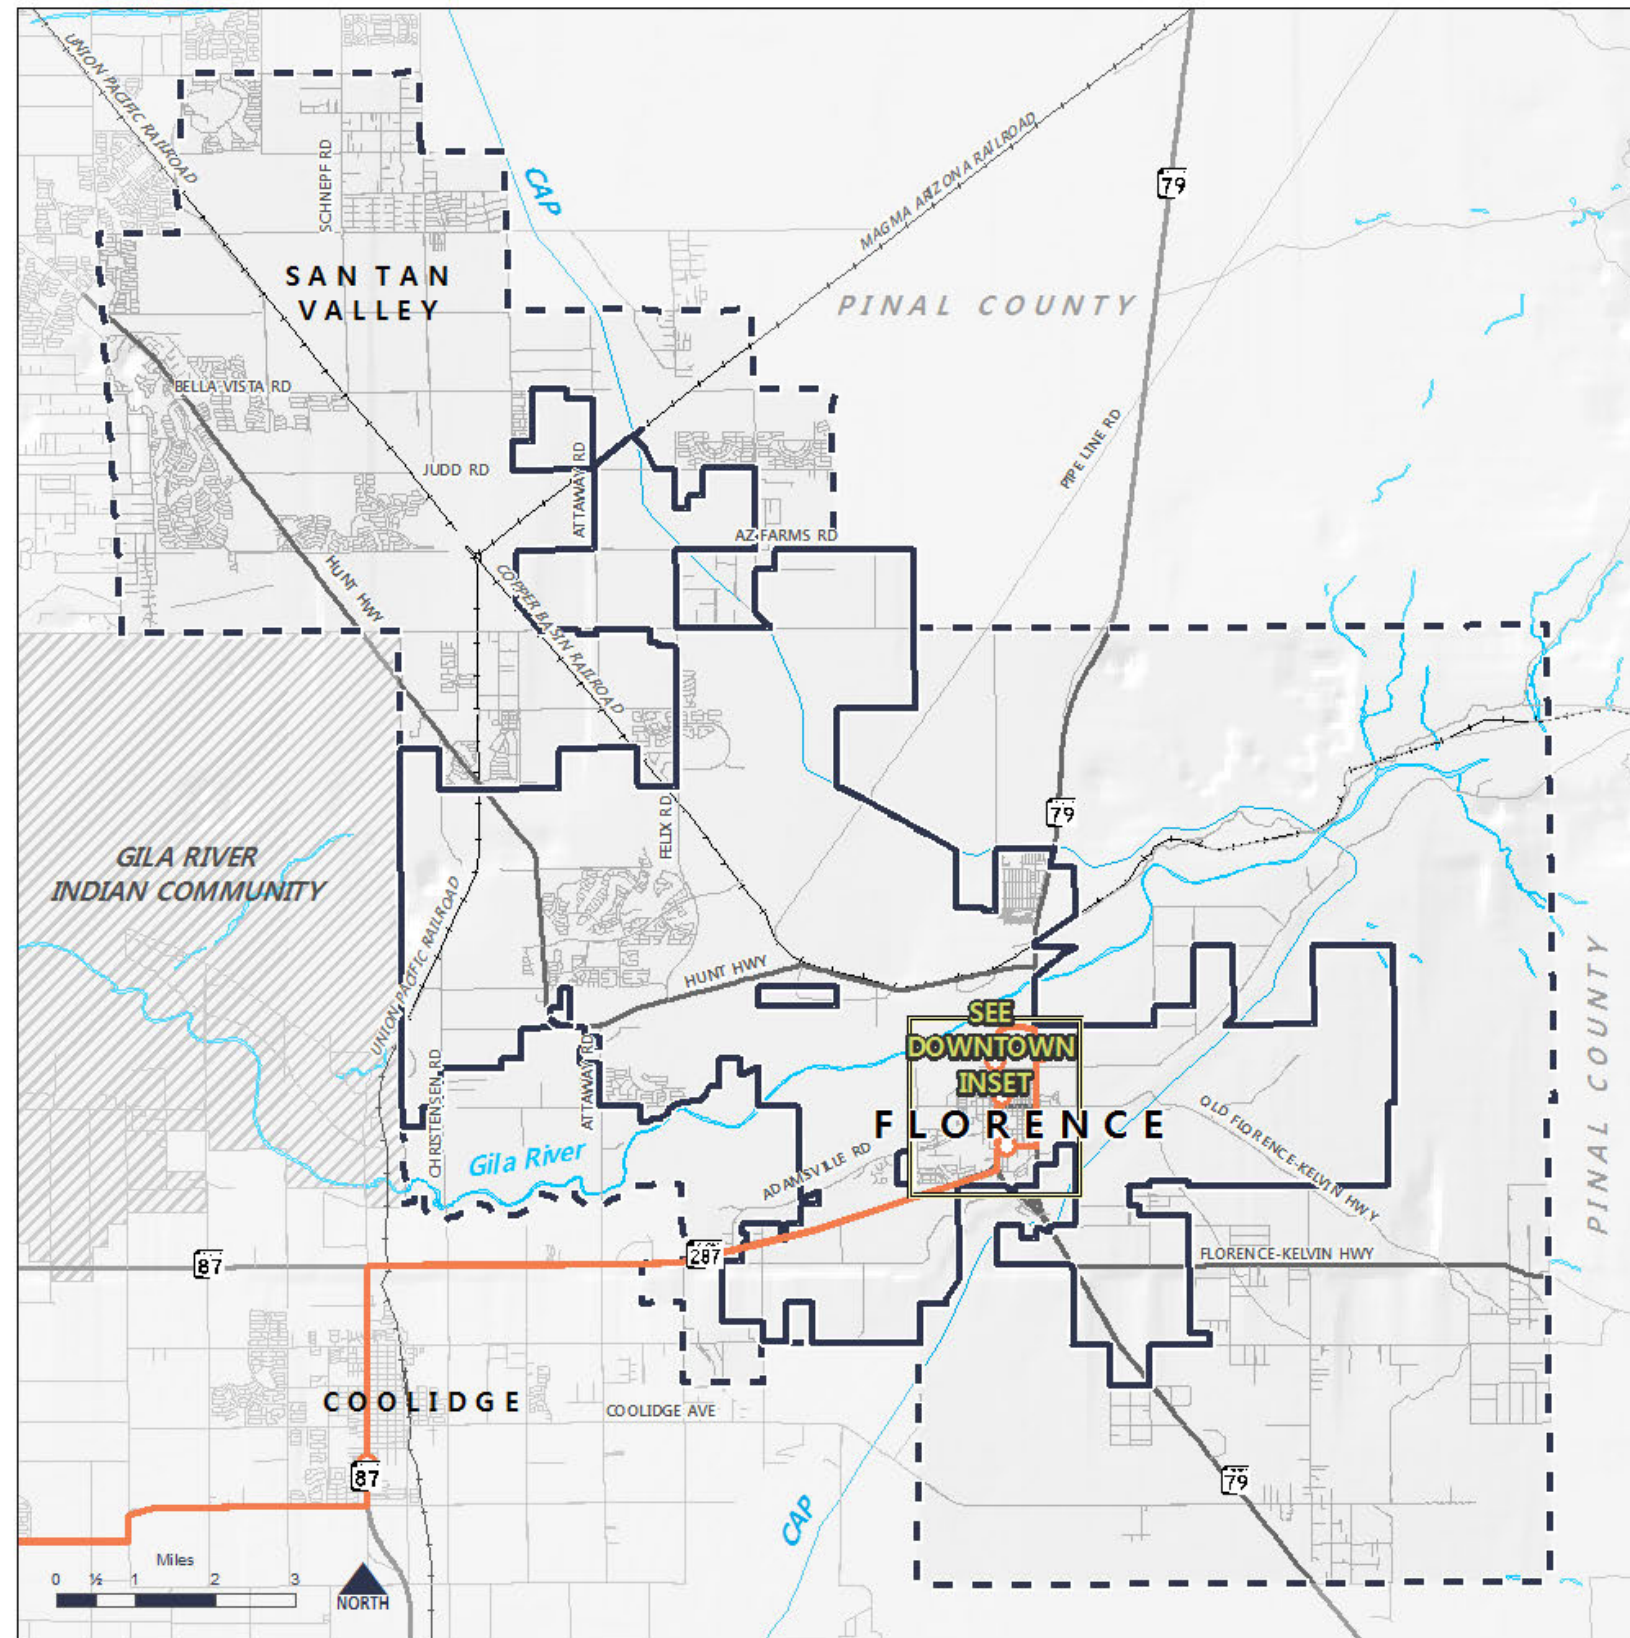 UNION PACIFIC RAILROAD
SCHNEPF RD
CAP
MAGMA ARIZONA RAILROAD
79
SAN TAN
VALLEY
PINAL COUNTY
BELLA VISTA RD
JUDD RD
ATTAWAY RD
PIPE LINE RD
AZ FARMS RD
HUNT HWY
COPPER BASIN RAILROAD
79
FELIX RD
GILA RIVER
INDIAN COMMUNITY
UNION PACIFIC RAILROAD
HUNT HWY
PINAL COUNTY
SEE
DOWNTOWN
INSET
CHRISTENSEN RD
ATTAWAY RD
FLORENCE
OLD FLORENCE-KELVIN HWY
Gila River
ADAMSVILLE RD
87
287
FLORENCE-KELVIN HWY
COOLIDGE
COOLIDGE AVE
87
79
CAP
Miles
0 ½ 1 2 3
NORTH